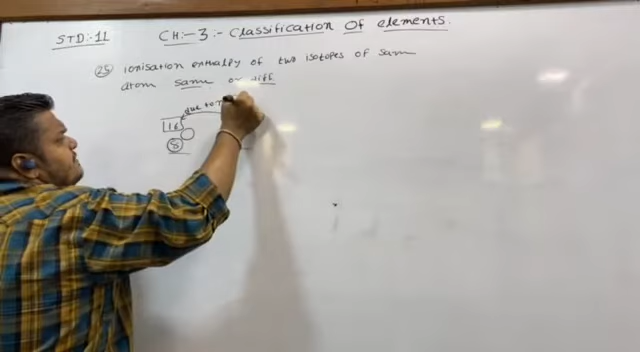 STD:-11 CH:-3:- Classification Of elements.
(25) ionisation enthalpy of two isotopes of same
atom same or diff
due to
16
8